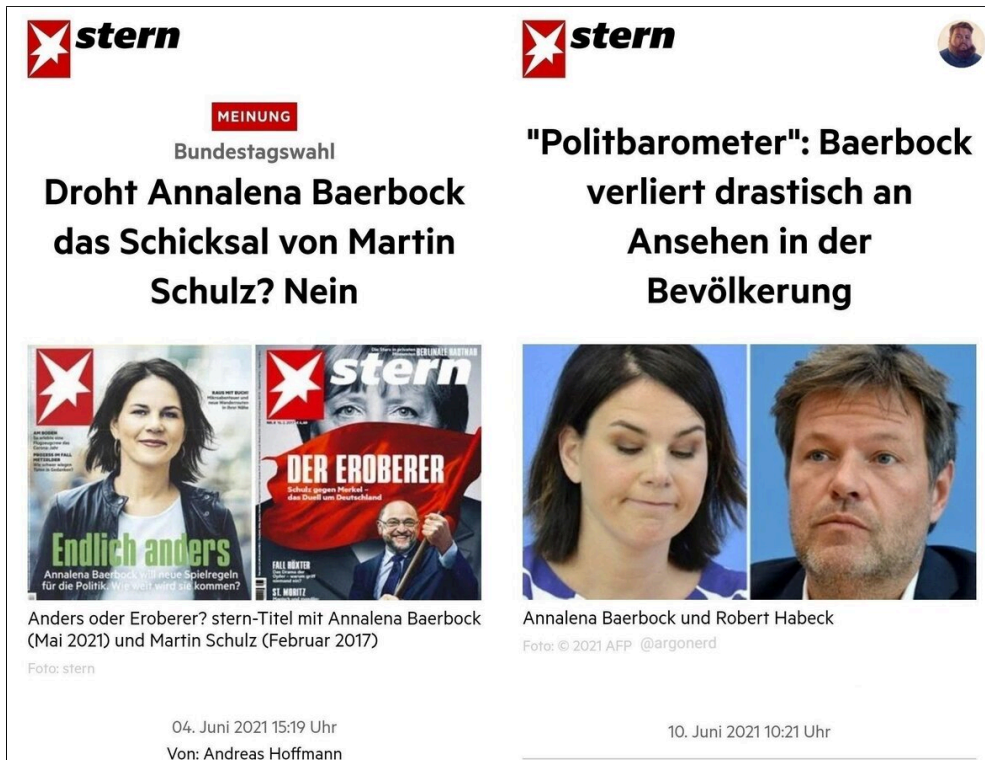 stern
MEINUNG
Bundestagswahl
Droht Annalena Baerbock
das Schicksal von Martin
Schulz? Nein
Endlich anders
Annalena Baerbock will neue Spielregeln
für die Politik. Wie weit wird sie kommen?
stern
DER EROBERER
Schulz gegen Merkel –
das Duell um Deutschland
FALL HÖXTER
ST. MORITZ
Anders oder Eroberer? stern-Titel mit Annalena Baerbock
(Mai 2021) und Martin Schulz (Februar 2017)
Foto: stern
04. Juni 2021 15:19 Uhr
Von: Andreas Hoffmann
stern
"Politbarometer": Baerbock
verliert drastisch an
Ansehen in der
Bevölkerung
Annalena Baerbock und Robert Habeck
Foto: © 2021 AFP @argonerd
10. Juni 2021 10:21 Uhr